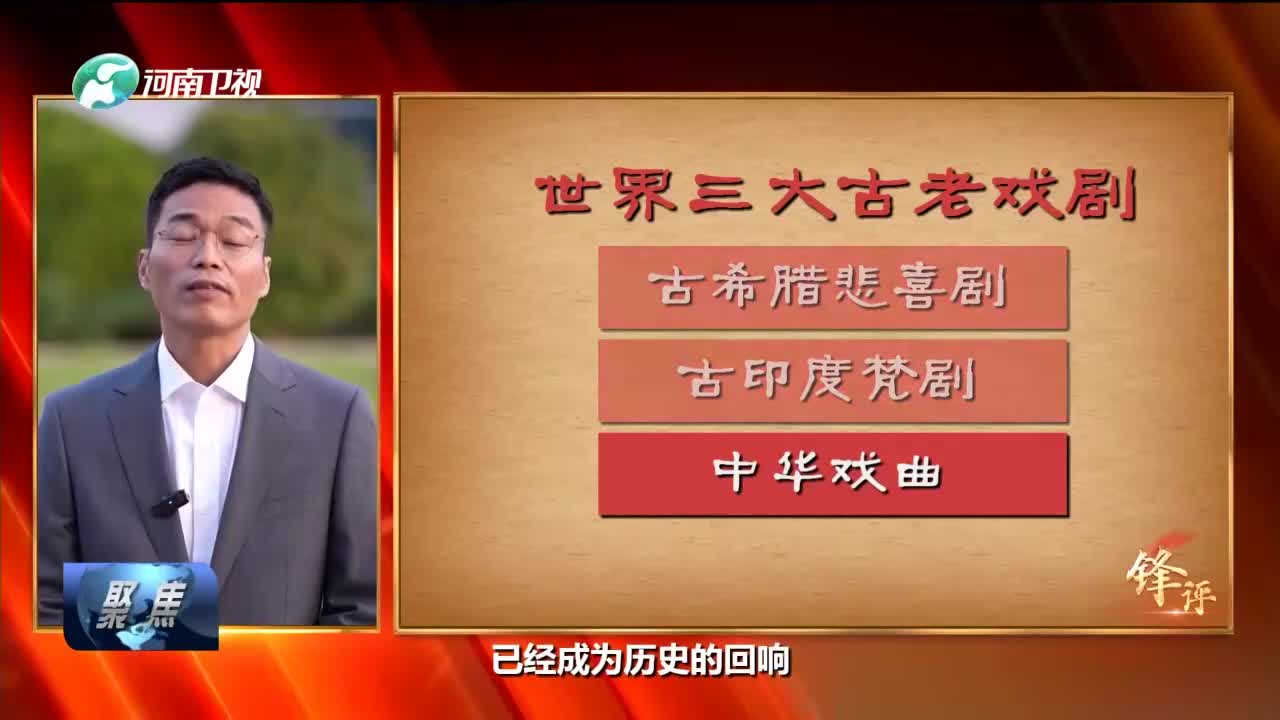 河南卫视
世界三大古老戏剧
古希腊悲喜剧
古印度梵剧
中华戏曲
锋评
聚焦
已经成为历史的回响